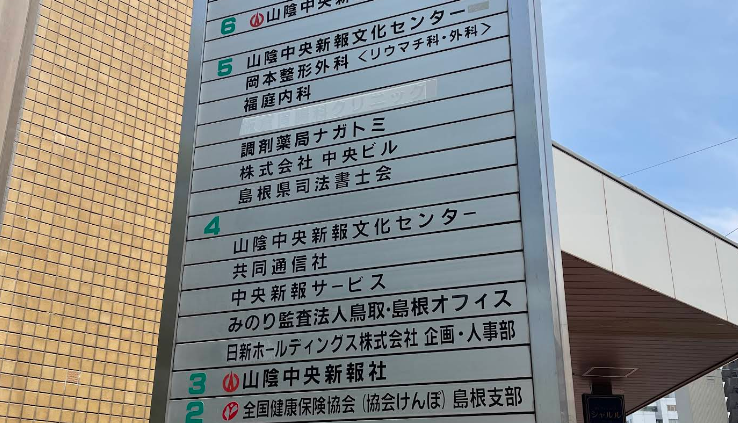 6 山陰中央新
5 山陰中央新報文化センター
岡本整形外科〈リウマチ科・外科〉
福庭内科
クリニック
調剤薬局ナガトミ
株式会社 中央ビル
島根県司法書士会
4
山陰中央新報文化センター
共同通信社
中央新報サービス
みのり監査法人鳥取・島根オフィス
日新ホールディングス株式会社 企画・人事部
3 山陰中央新報社
2 全国健康保険協会(協会けんぽ)島根支部